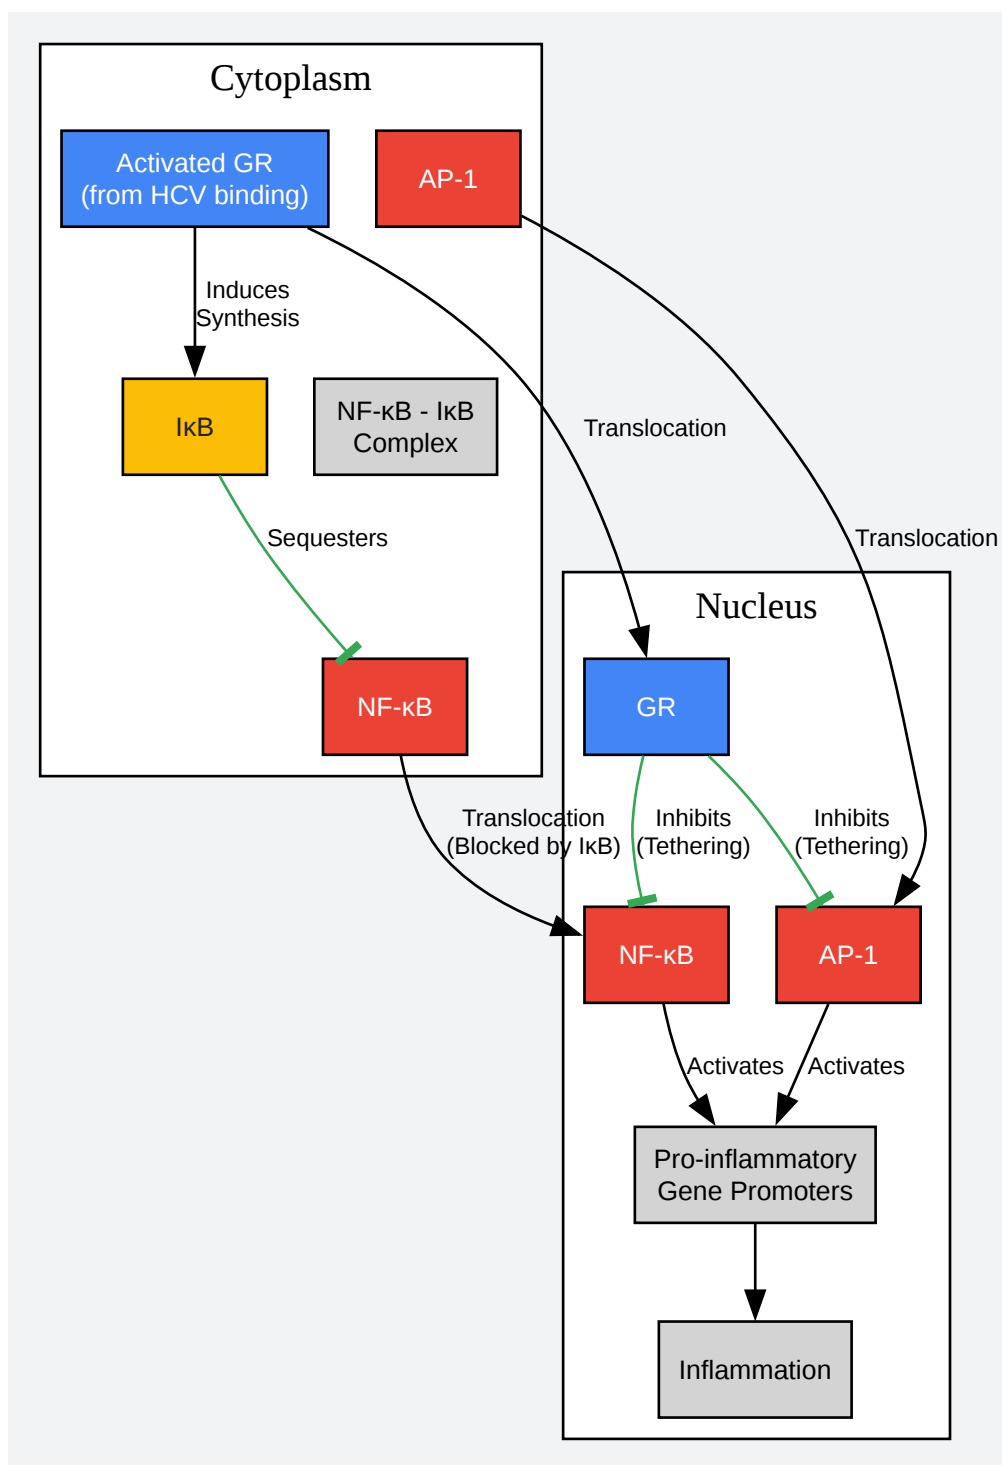 Cytoplasm
Activated GR
(from HCV binding)
AP-1
Induces
Synthesis
IκB
NF-κB - IκB
Complex
Translocation
Sequesters
Translocation
Nucleus
NF-κB
GR
Translocation
(Blocked by IκB)
Inhibits
(Tethering)
Inhibits
(Tethering)
NF-κB
AP-1
Activates
Activates
Pro-inflammatory
Gene Promoters
Inflammation